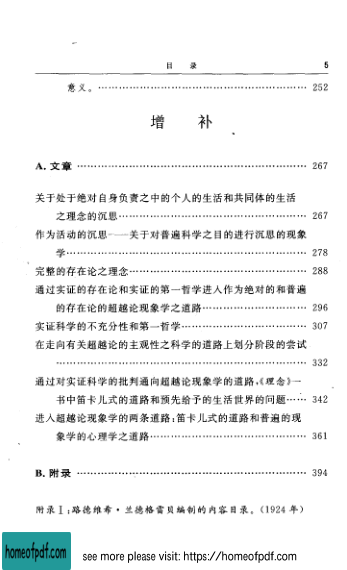 目 录 5
意义。 …… 252
增 补
A. 文章 …… 267
关于处于绝对自身负责之中的个人的生活和共同体的生活
之理念的沉思 …… 267
作为活动的沉思——关于对普遍科学之目的进行沉思的现象
学 …… 278
完整的存在论之理念 …… 288
通过实证的存在论和实证的第一哲学进入作为绝对的和普遍
的存在论的超越论现象学之道路 …… 296
实证科学的不充分性和第一哲学 …… 307
在走向有关超越论的主观性之科学的道路上划分阶段的尝试
…… 332
通过对实证科学的批判通向超越论现象学的道路,《理念》一
书中笛卡儿式的道路和预先给予的生活世界的问题 …… 342
进入超越论现象学的两条道路:笛卡儿式的道路和普遍的现
象学的心理学之道路 …… 361
B. 附录 …… 394
附录Ⅰ:路德维希·兰德格雷贝编制的内容目录。(1924 年)
homeofpdf.com see more please visit: https://homeofpdf.com